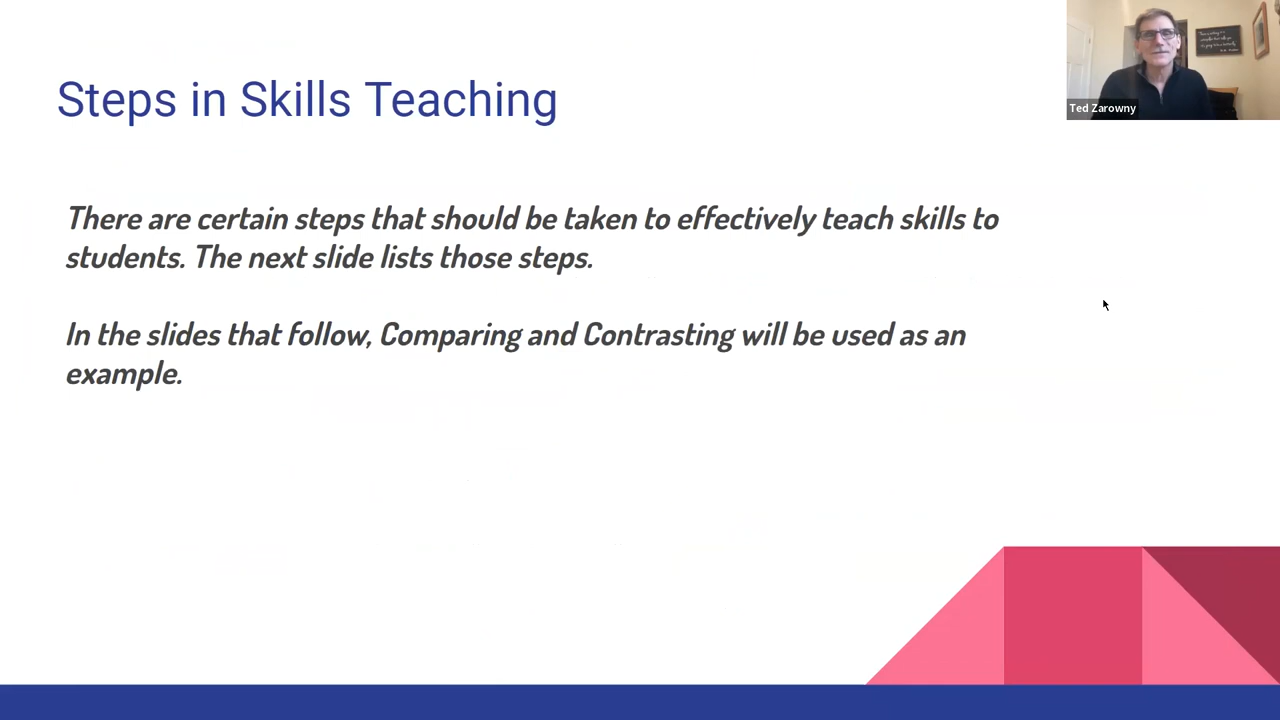 Steps in Skills Teaching
Ted Zarowny
There are certain steps that should be taken to effectively teach skills to
students. The next slide lists those steps.
In the slides that follow, Comparing and Contrasting will be used as an
example.